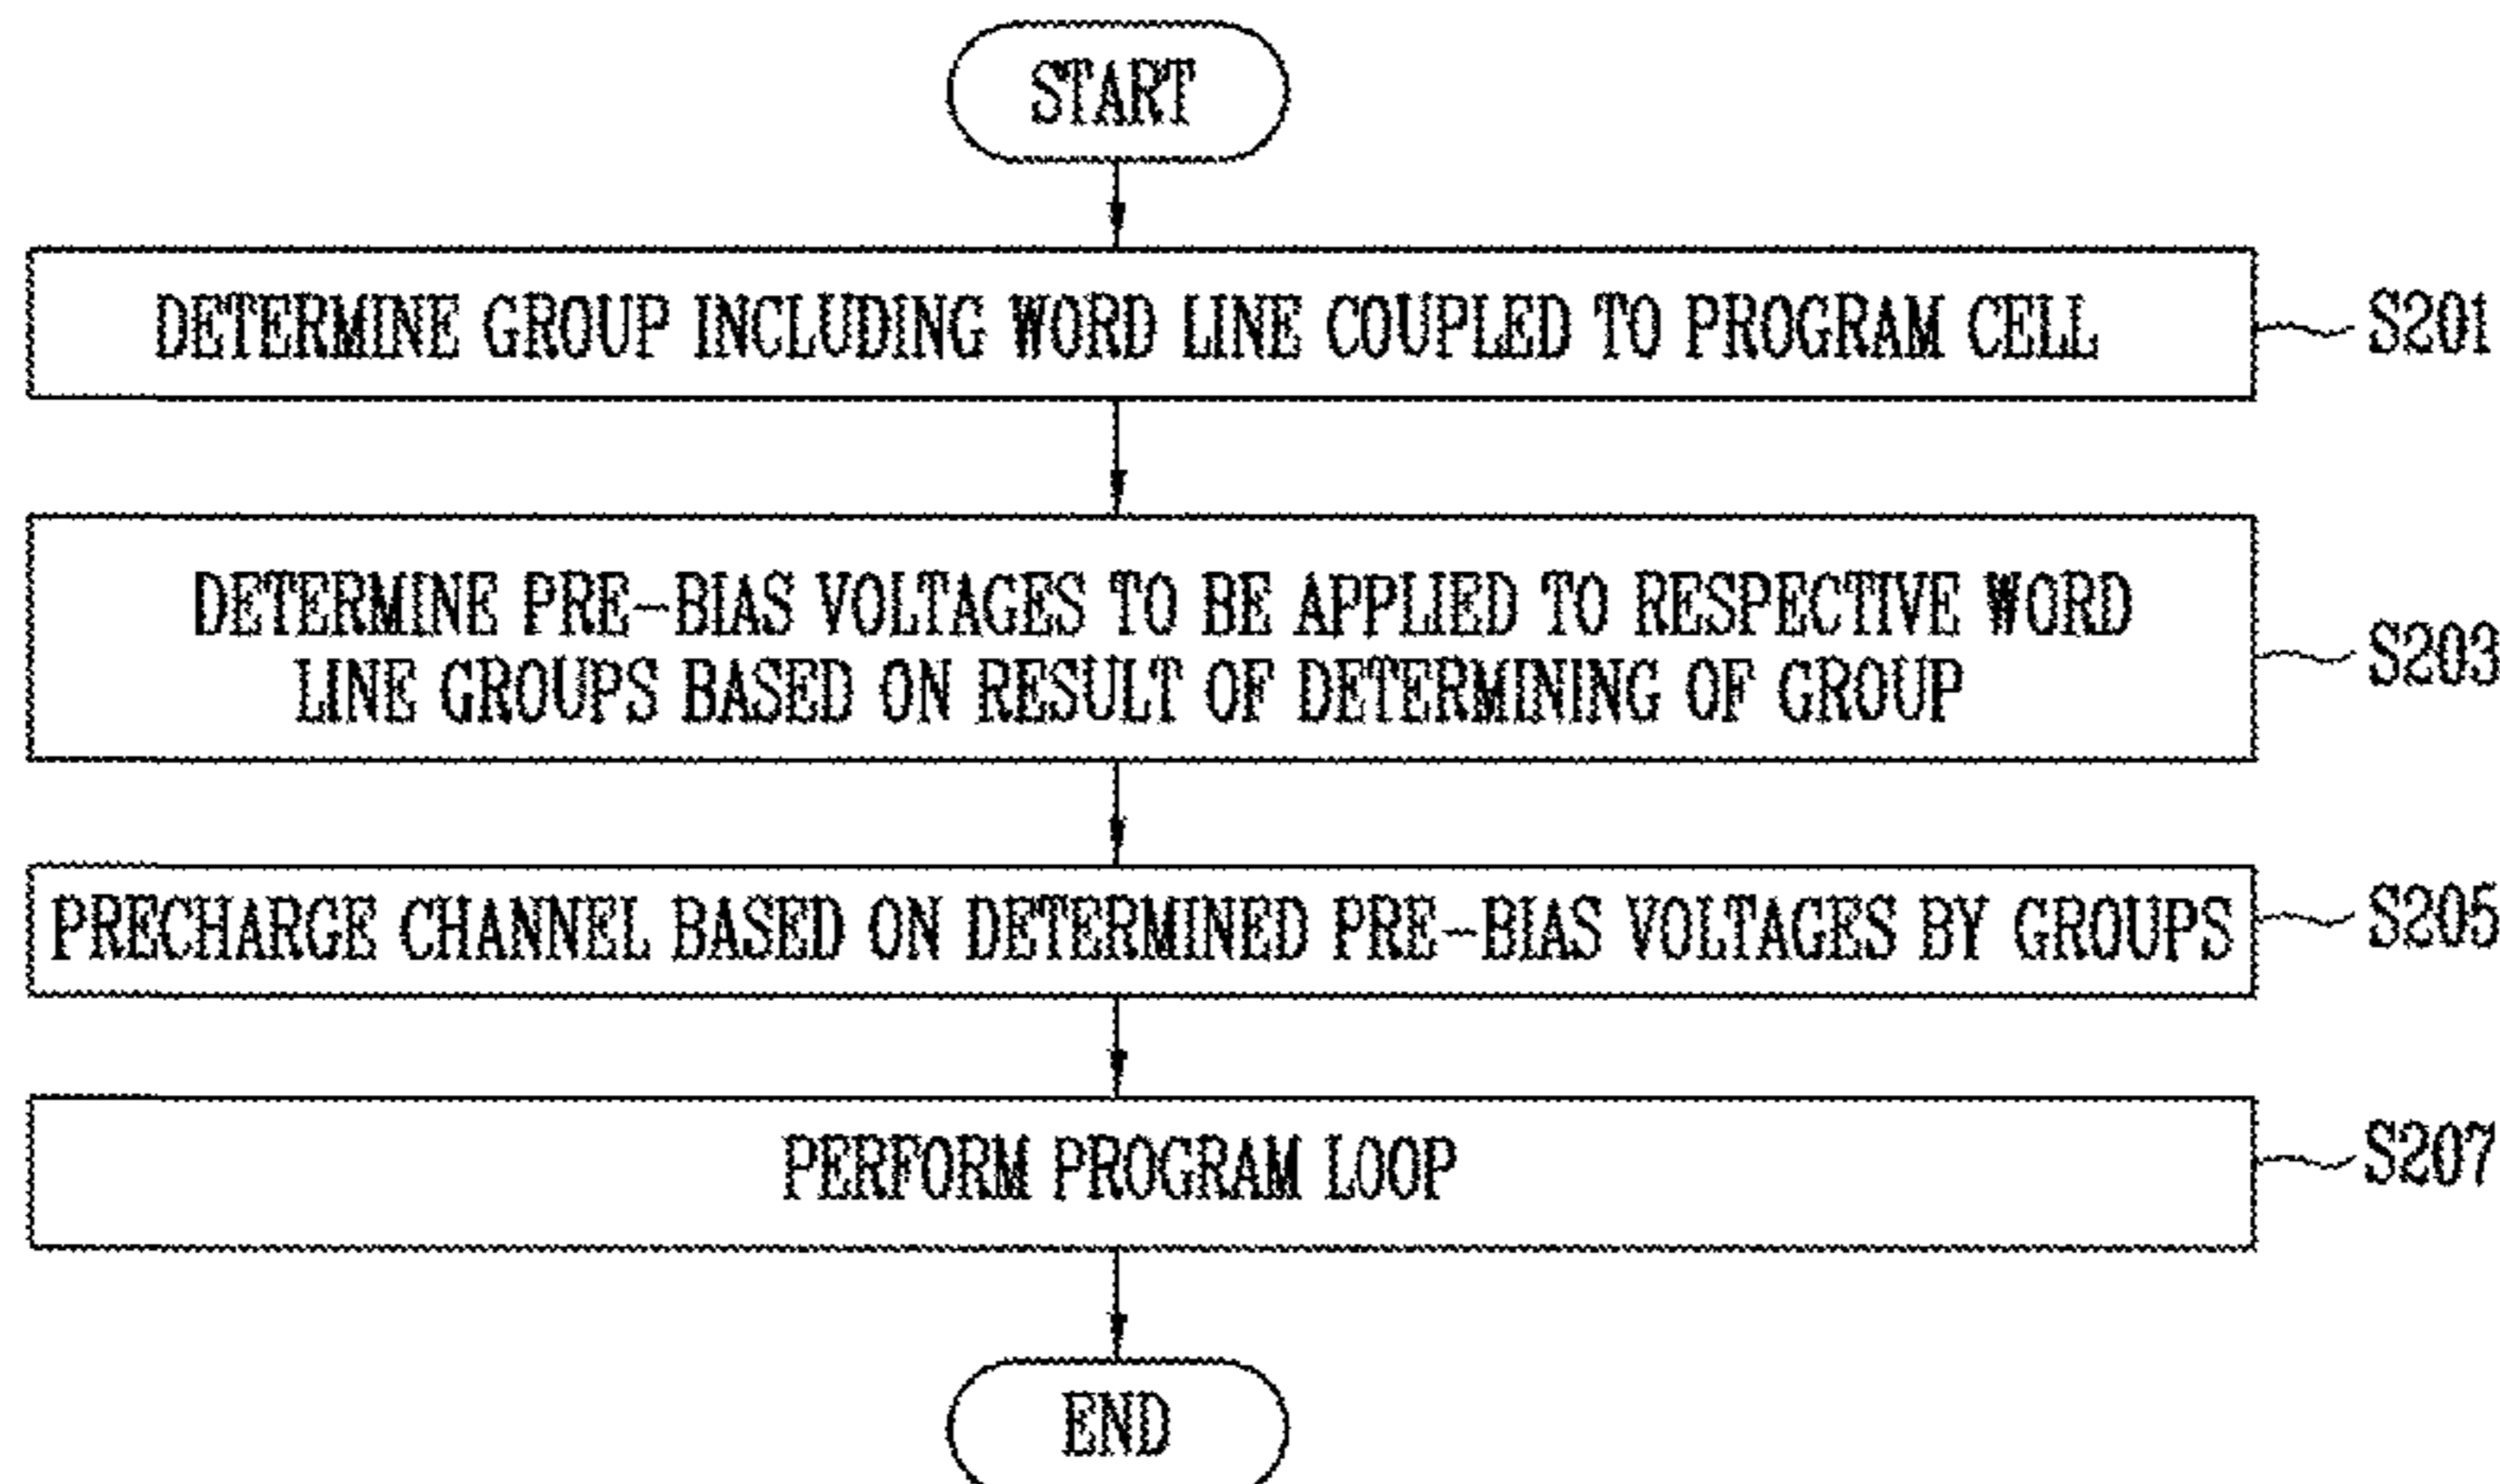 START
DETERMINE GROUP INCLUDING WORD LINE COUPLED TO PROGRAM CELL
S201
DETERMINE PRE-BIAS VOLTAGES TO BE APPLIED TO RESPECTIVE WORD
LINE GROUPS BASED ON RESULT OF DETERMINING OF GROUP
S203
PRECHARGE CHANNEL BASED ON DETERMINED PRE-BIAS VOLTAGES BY GROUPS
S205
PERFORM PROGRAM LOOP
S207
END